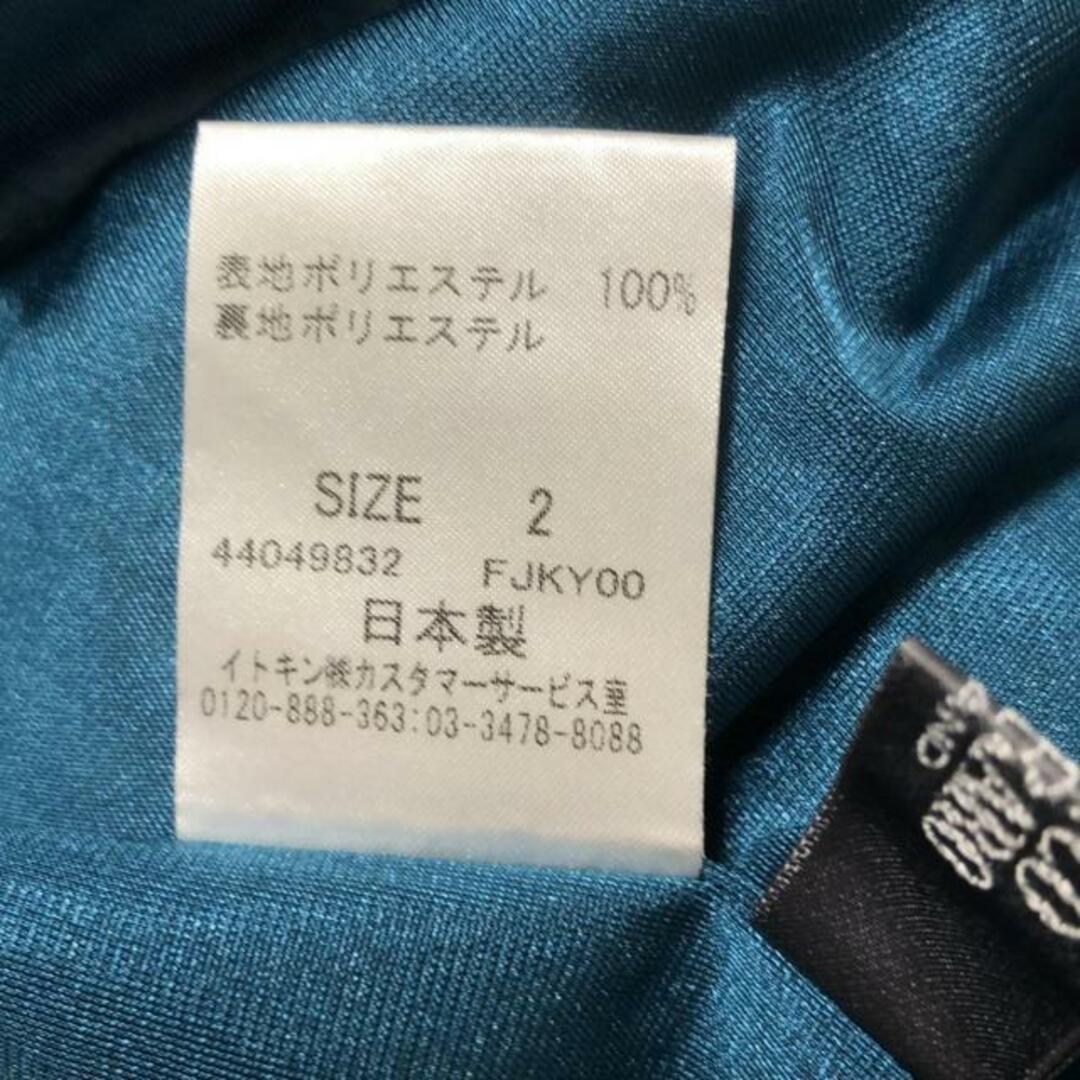 表地ポリエステル 100%
裏地ポリエステル
SIZE 2
44049832 FJKY00
日本製
イトキン㈱カスタマーサービス室
0120-888-363:03-3478-8088